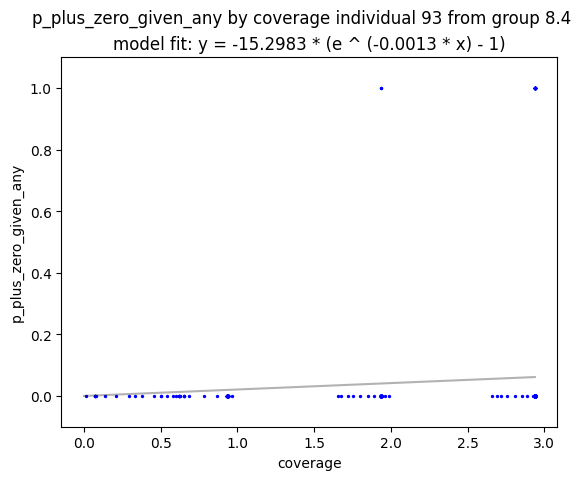 p_plus_zero_given_any by coverage individual 93 from group 8.4
model fit: y = -15.2983 * (e ^ (-0.0013 * x) - 1)
1.0
0.8
0.6
0.4
0.2
0.0
p_plus_zero_given_any
0.0 0.5 1.0 1.5 2.0 2.5 3.0
coverage